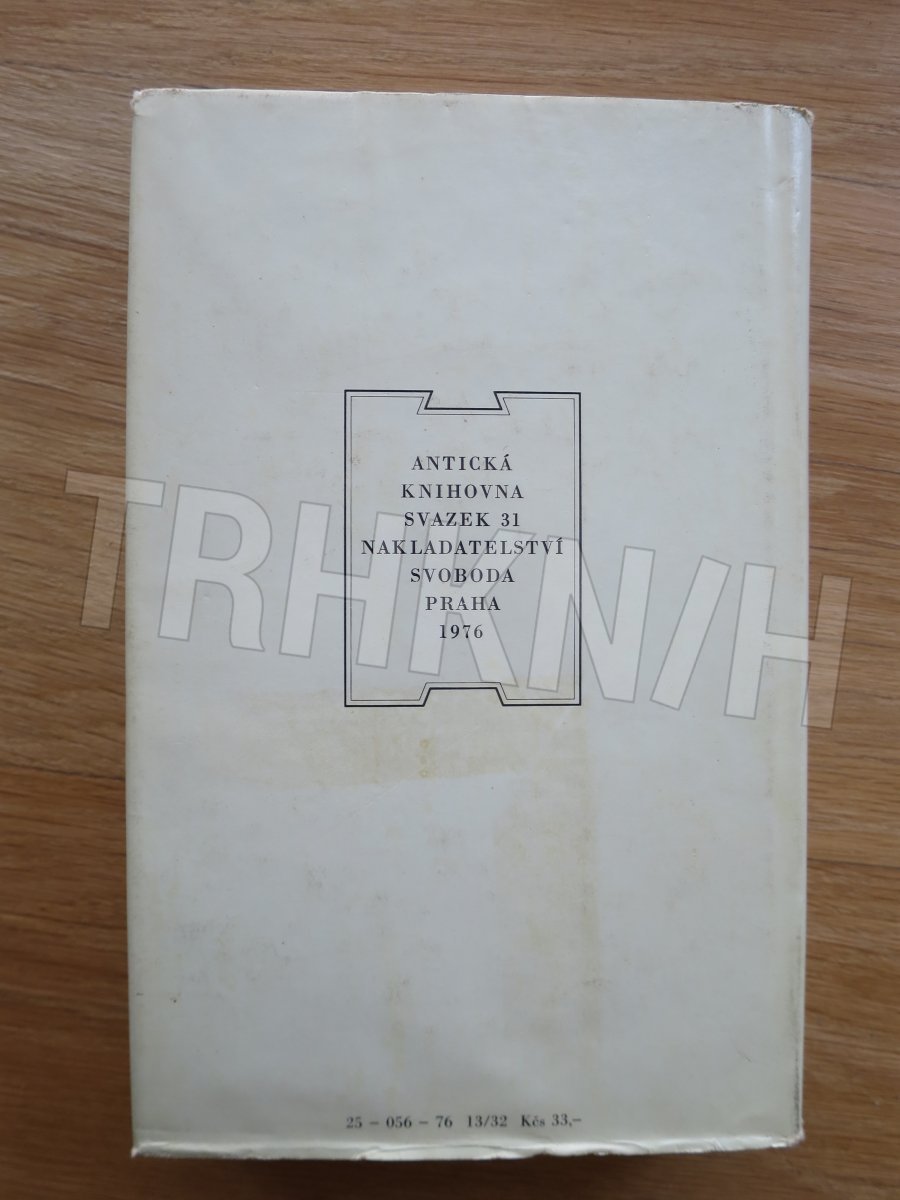 ANTICKÁ
KNIHOVNA
SVAZEK 31
NAKLADATELSTVÍ
SVOBODA
PRAHA
1976
TRHKNIH
25 – 056 – 76 13/32 Kčs 33,–